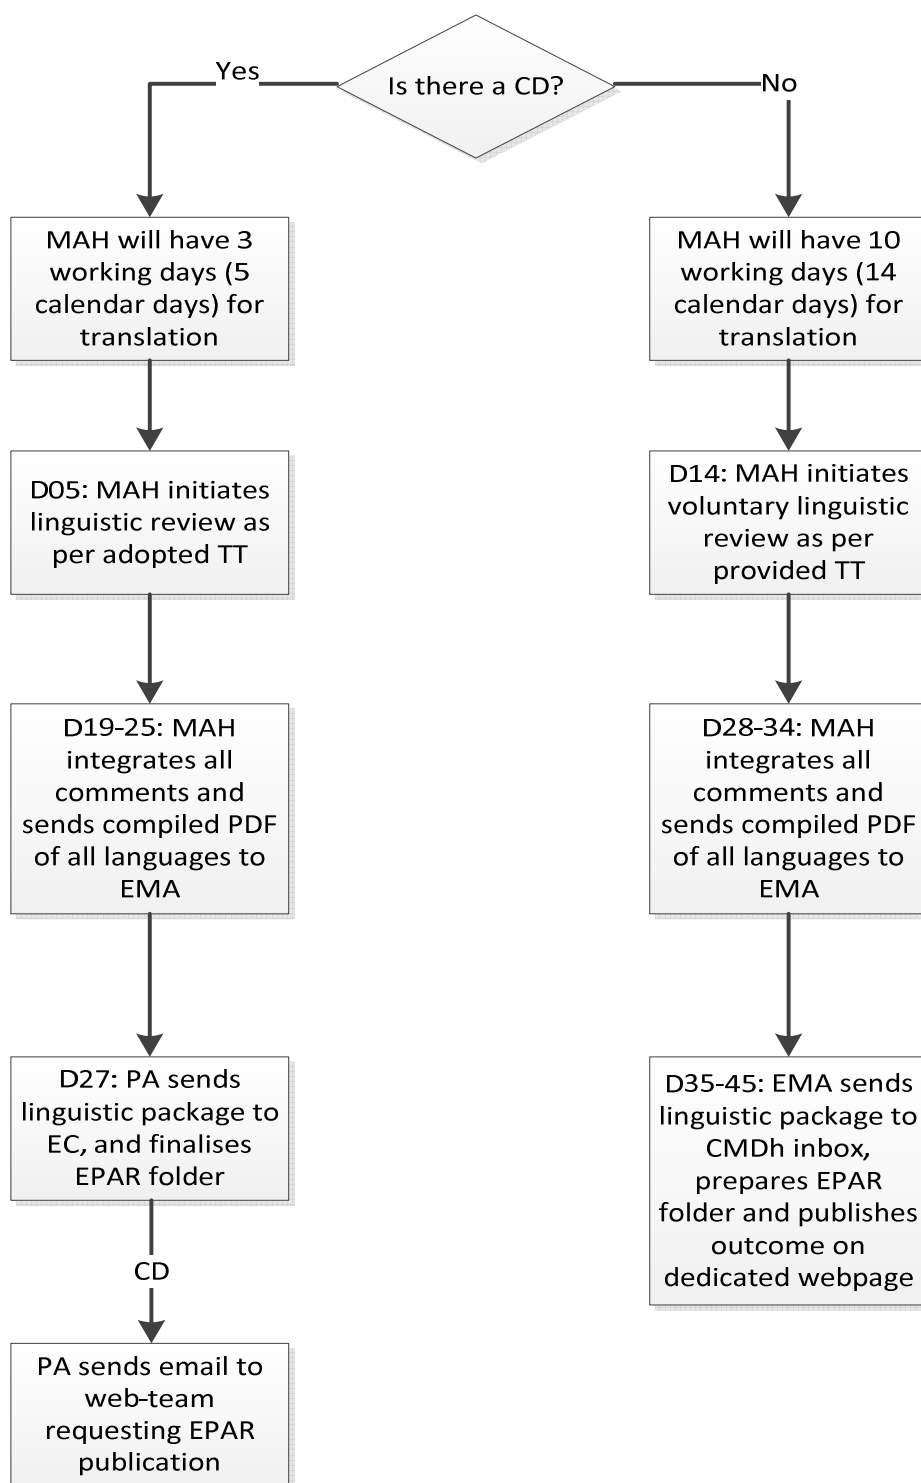 Is there a CD?
Yes
No
MAH will have 3
working days (5
calendar days) for
translation
MAH will have 10
working days (14
calendar days) for
translation
D05: MAH initiates
linguistic review as
per adopted TT
D14: MAH initiates
voluntary linguistic
review as per
provided TT
D19-25: MAH
integrates all
comments and
sends compiled PDF
of all languages to
EMA
D28-34: MAH
integrates all
comments and
sends compiled PDF
of all languages to
EMA
D27: PA sends
linguistic package to
EC, and finalises
EPAR folder
D35-45: EMA sends
linguistic package to
CMDh inbox,
prepares EPAR
folder and publishes
outcome on
dedicated webpage
CD
PA sends email to
web-team
requesting EPAR
publication